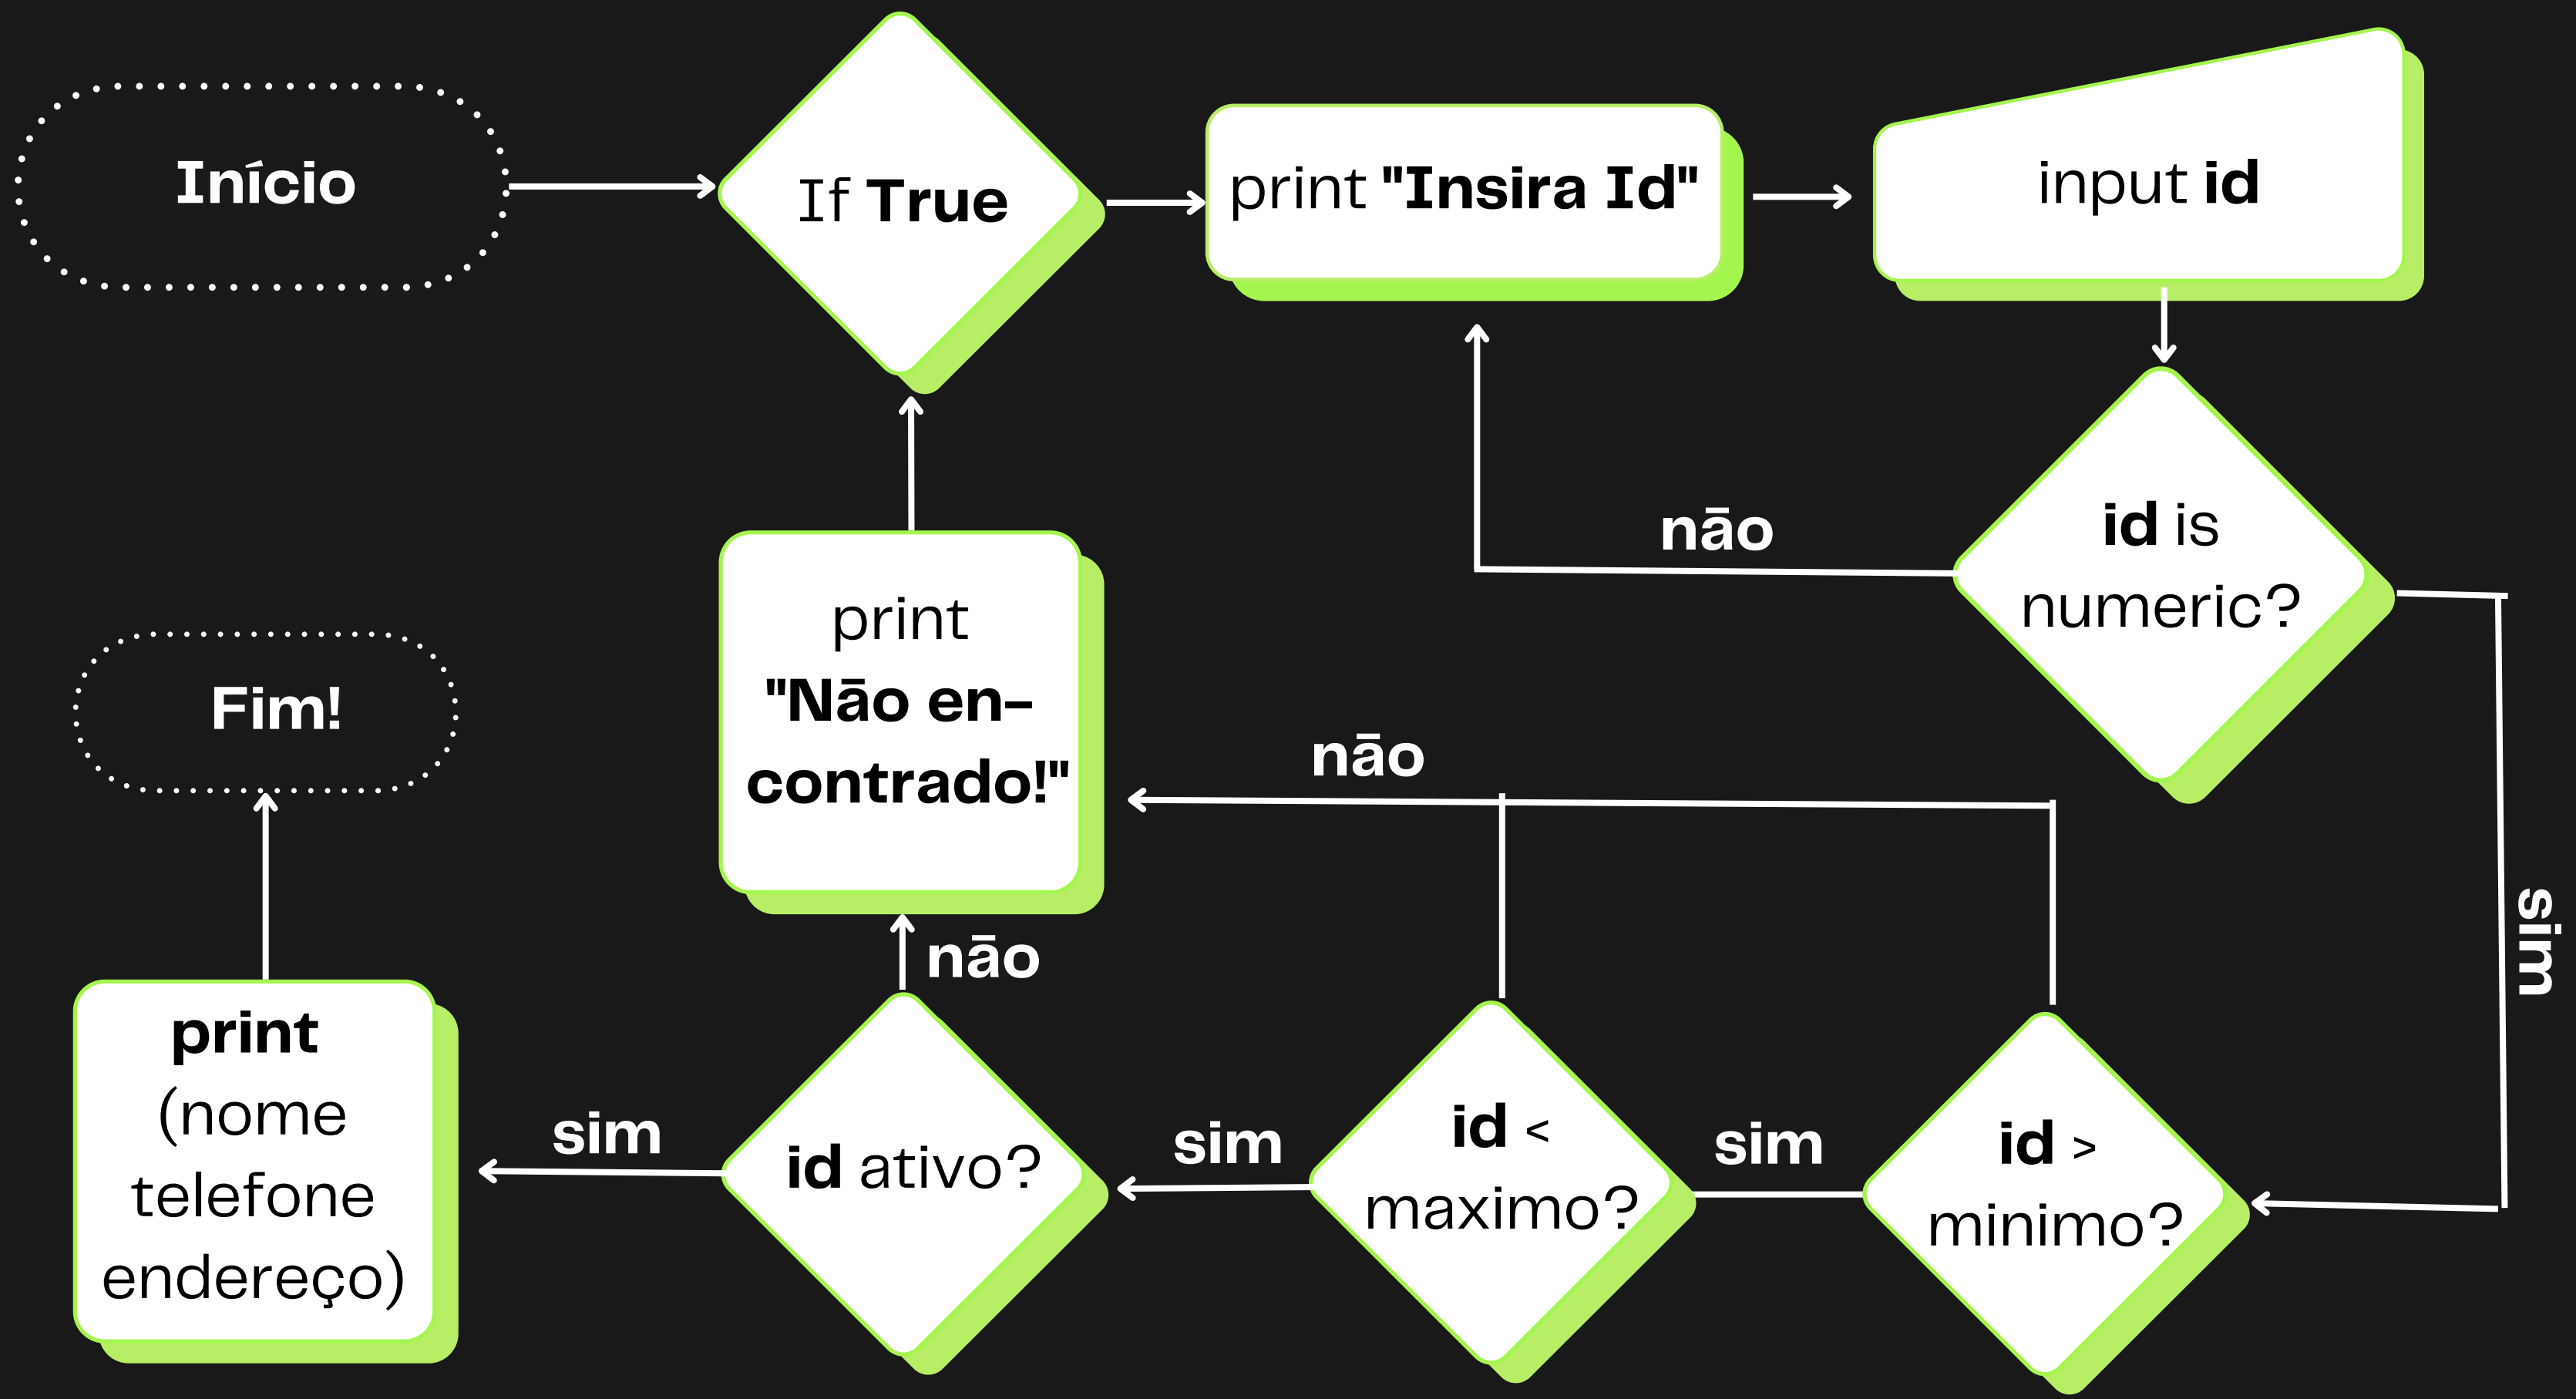 Início
If True
print "Insira Id"
input id
id is
numeric?
não
sim
print
"Não en-
contrado!"
não
Fim!
não
id >
minimo?
sim
id <
maximo?
sim
id ativo?
sim
print
(nome
telefone
endereço)